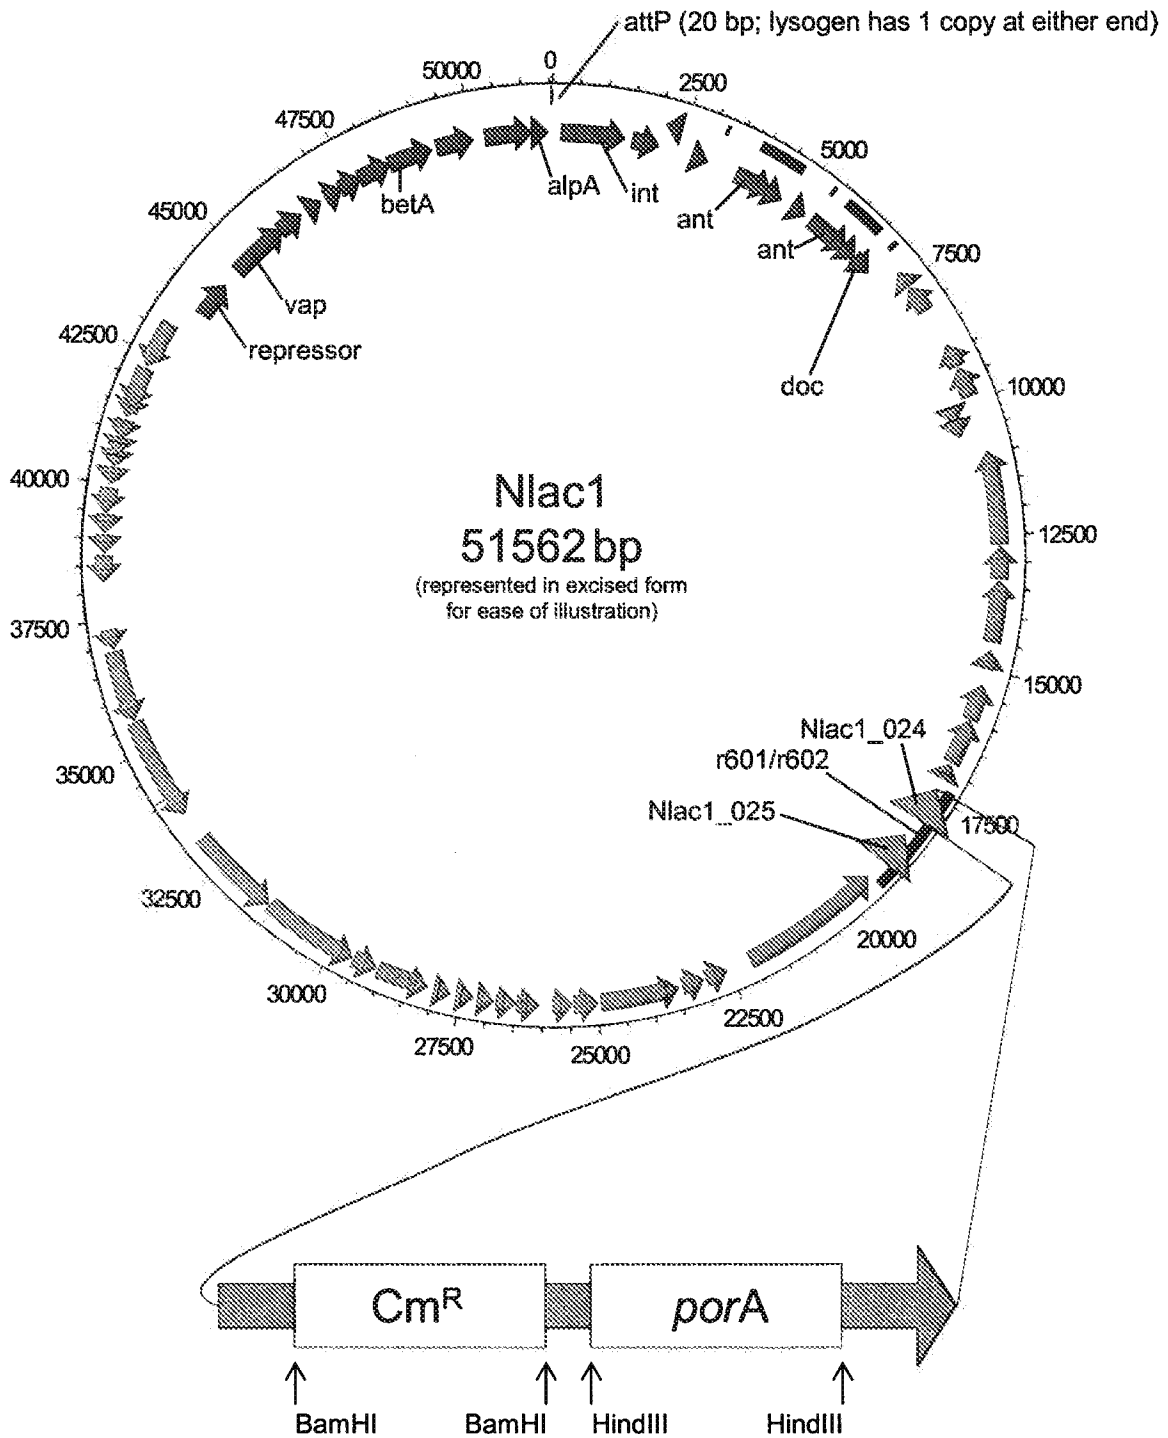 attP (20 bp; lysogen has 1 copy at either end)
0
2500
5000
7500
10000
12500
15000
17500
20000
22500
25000
27500
30000
32500
35000
37500
40000
42500
45000
47500
50000
alpA
int
ant
ant
doc
betA
vap
repressor
Nlac1
51562 bp
(represented in excised form
for ease of illustration)
Nlac1_024
r601/r602
Nlac1_025
CmR
porA
BamHI
BamHI
HindIII
HindIII